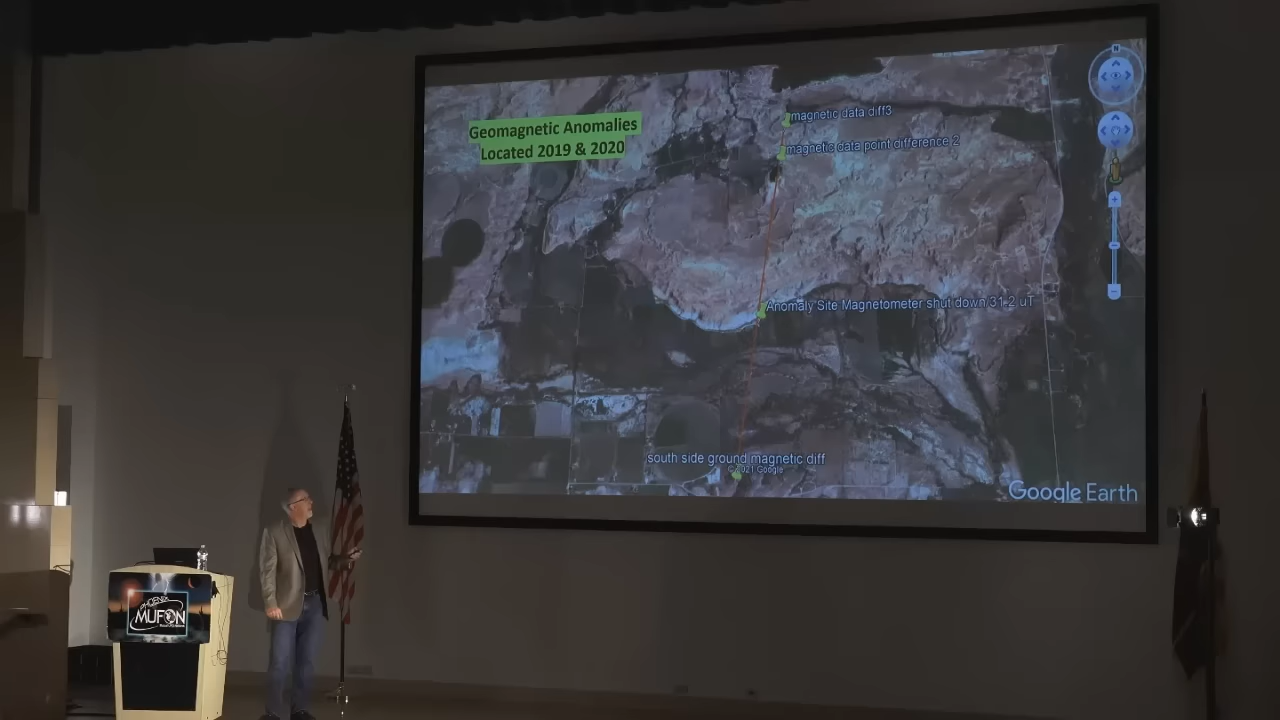 Geomagnetic Anomalies
Located 2019 & 2020
N
magnetic data diff3
magnetic data point difference 2
Anomaly Site Magnetometer shut down 31.2 uT
south side ground magnetic diff
©2021 Google
Google Earth
PHOENIX
MUFON